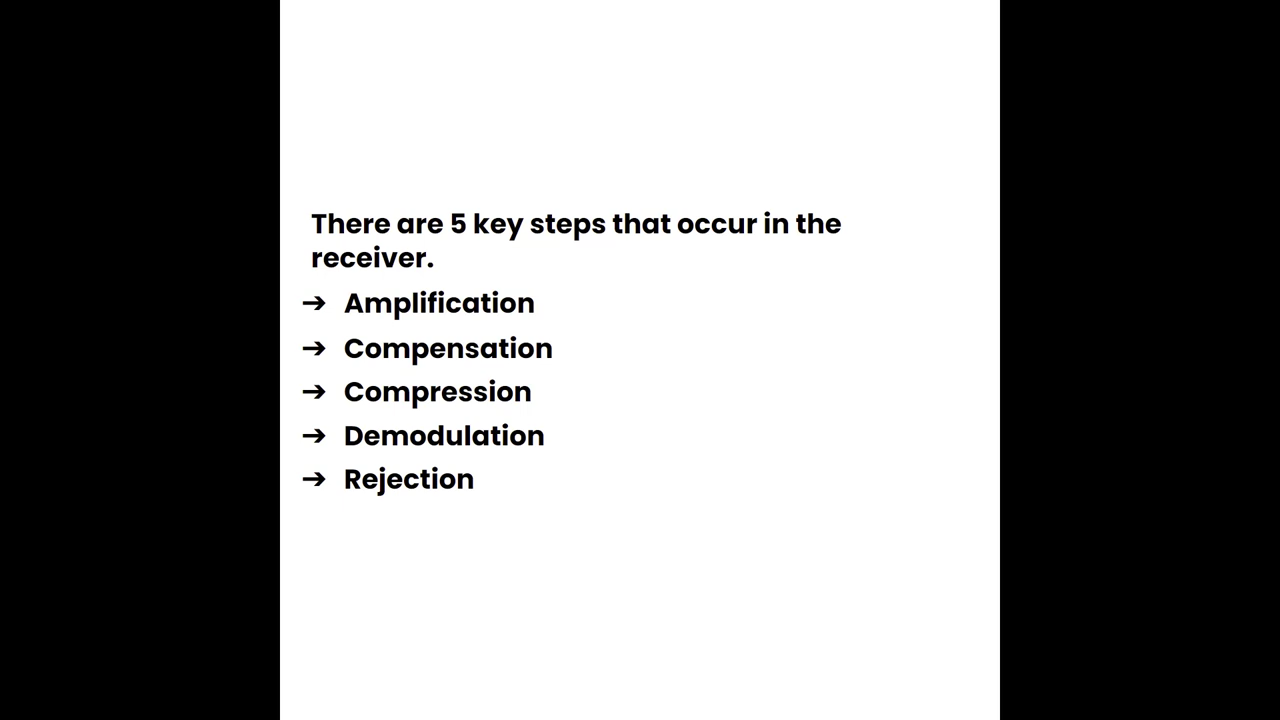 There are 5 key steps that occur in the
receiver.
➔ Amplification
➔ Compensation
➔ Compression
➔ Demodulation
➔ Rejection